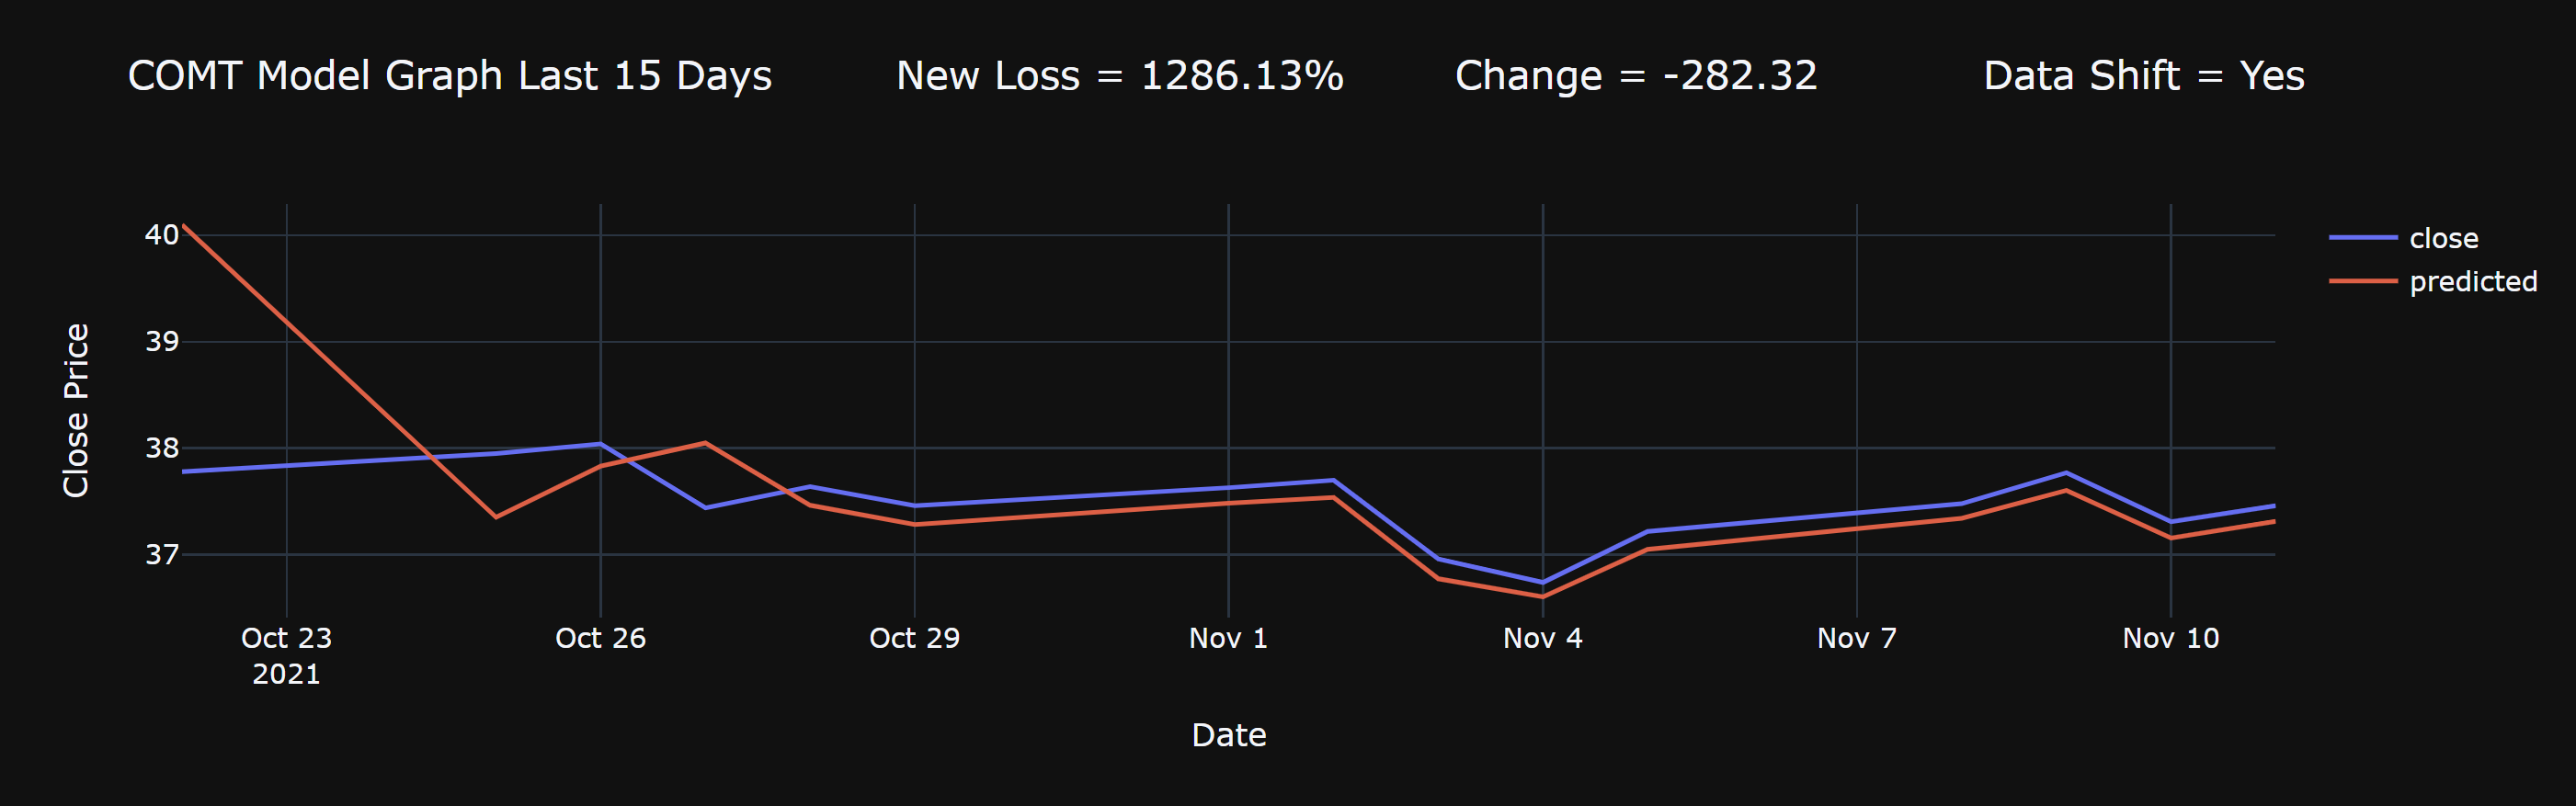 COMT Model Graph Last 15 Days New Loss = 1286.13% Change = -282.32 Data Shift = Yes
40
39
38
37
Close Price
close
predicted
Oct 23 Oct 26 Oct 29 Nov 1 Nov 4 Nov 7 Nov 10
2021
Date